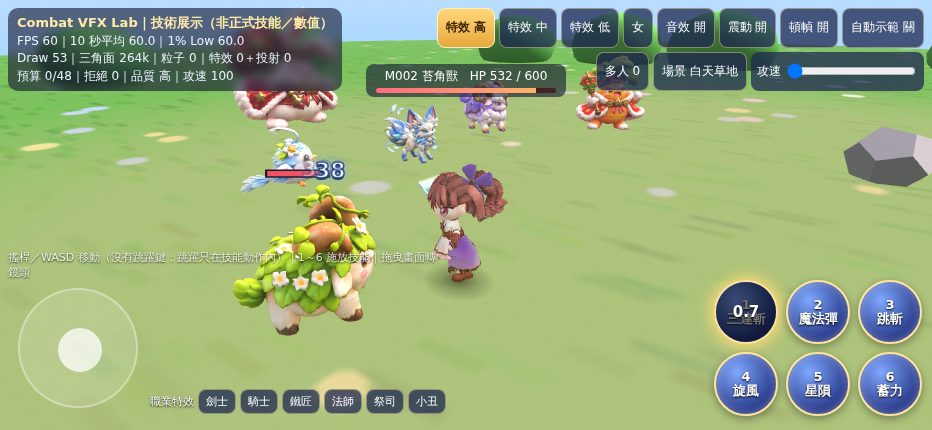 Combat VFX Lab｜技術展示（非正式技能／數值）
FPS 60｜10 秒平均 60.0｜1% Low 60.0
Draw 53｜三角面 264k｜粒子 0｜特效 0＋投射 0
預算 0/48｜拒絕 0｜品質 高｜攻速 100
特效 高
特效 中
特效 低
女
音效 開
震動 開
頓幀 開
自動示範 關
M002 苔角獸 HP 532 / 600
多人 0
場景 白天草地
攻速
338
搖桿／WASD 移動（沒有跳躍鍵；跳躍只在技能動作內）｜1～6 施放技能｜拖曳畫面轉
鏡頭
1
三連斬
0.7
2
魔法彈
3
跳斬
4
旋風
5
星隕
6
蓄力
職業特效
劍士
騎士
鐵匠
法師
祭司
小丑